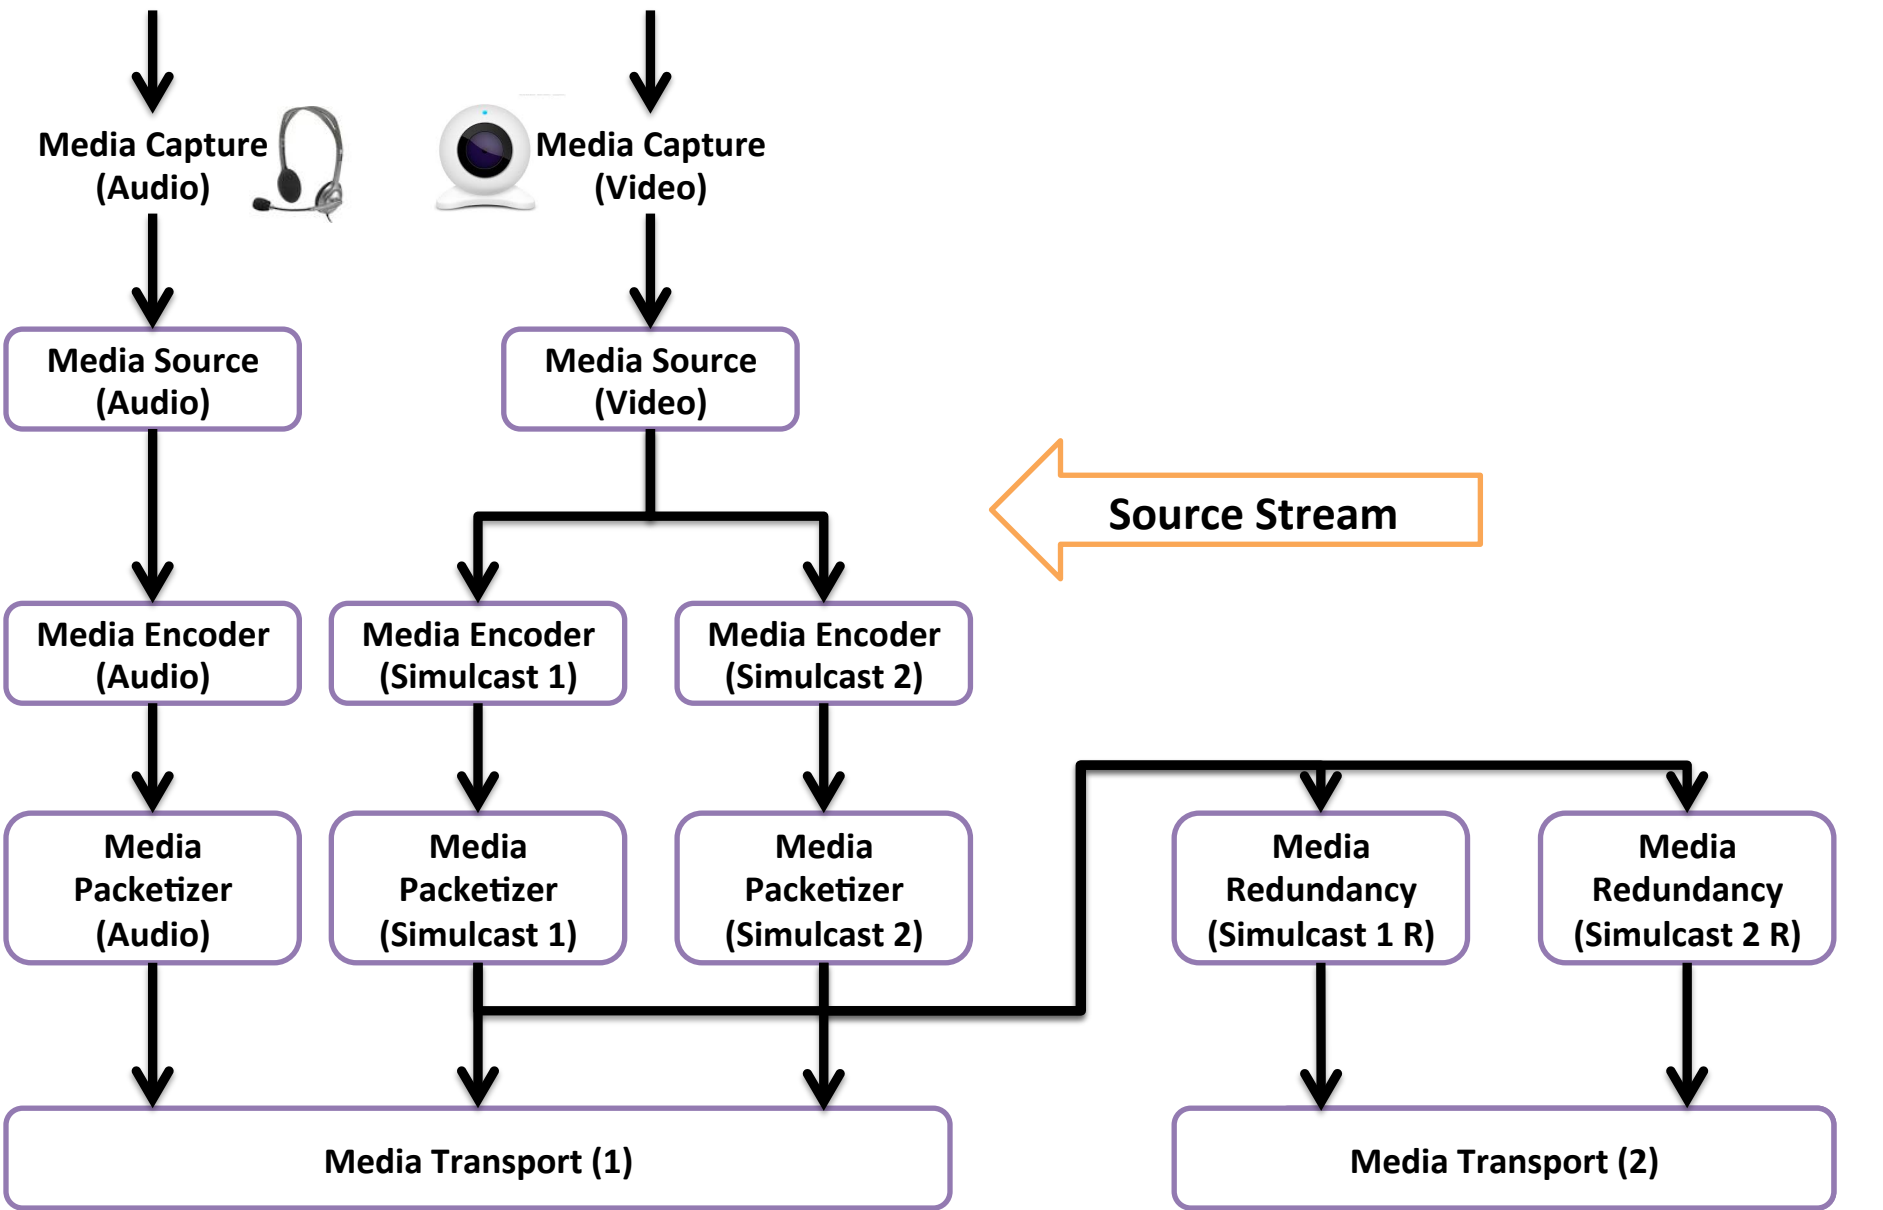 Media Capture
(Audio)
Media Capture
(Video)
Media Source
(Audio)
Media Source
(Video)
Source Stream
Media Encoder
(Audio)
Media Encoder
(Simulcast 1)
Media Encoder
(Simulcast 2)
Media
Packetizer
(Audio)
Media
Packetizer
(Simulcast 1)
Media
Packetizer
(Simulcast 2)
Media
Redundancy
(Simulcast 1 R)
Media
Redundancy
(Simulcast 2 R)
Media Transport (1)
Media Transport (2)